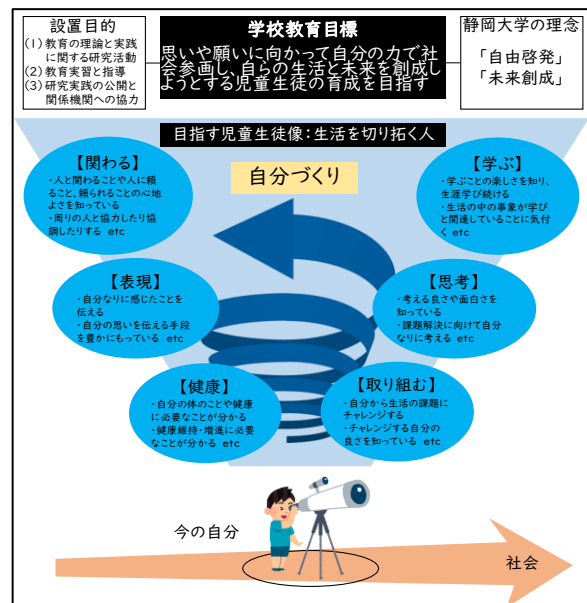 設置目的
(1)教育の理論と実践
に関する研究活動
(2)教育実習と指導
(3)研究実践の公開と
関係機関への協力
学校教育目標
思いや願いに向かって自分の力で社
会参画し、自らの生活と未来を創成し
ようとする児童生徒の育成を目指す
静岡大学の理念
「自由啓発」
「未来創成」
目指す児童生徒像:生活を切り拓く人
自分づくり
【関わる】
・人と関わることや人に頼
ること、頼られることの心地
よさを知っている
・周りの人と協力したり協
調したりする etc
【学ぶ】
・学ぶことの楽しさを知り、
生涯学び続ける
・生活の中の事象が学び
と関連していることに気付
く etc
【表現】
・自分なりに感じたことを
伝える
・自分の思いを伝える手段
を豊かにもっている etc
【思考】
・考える良さや面白さを
知っている
・課題解決に向けて自分
なりに考える etc
【健康】
・自分の体のことや健康
に必要なことが分かる
・健康維持・増進に必要
なことが分かる etc
【取り組む】
・自分から生活の課題に
チャレンジする
・チャレンジする自分の
良さを知っている etc
今の自分
社会